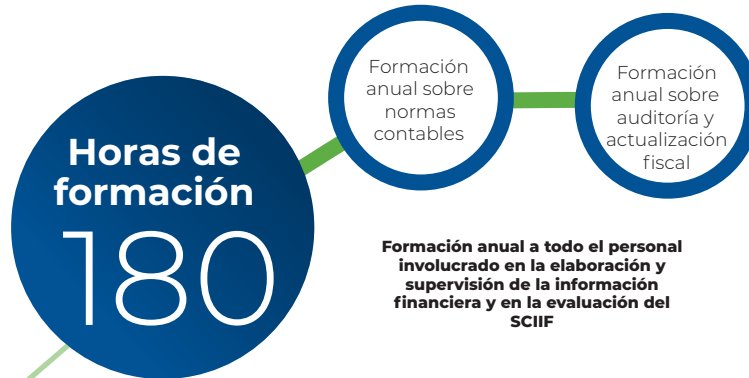 Horas de
formación
180
Formación
anual sobre
normas
contables
Formación
anual sobre
auditoría y
actualización
fiscal
Formación anual a todo el personal
involucrado en la elaboración y
supervisión de la información
financiera y en la evaluación del
SCIIF